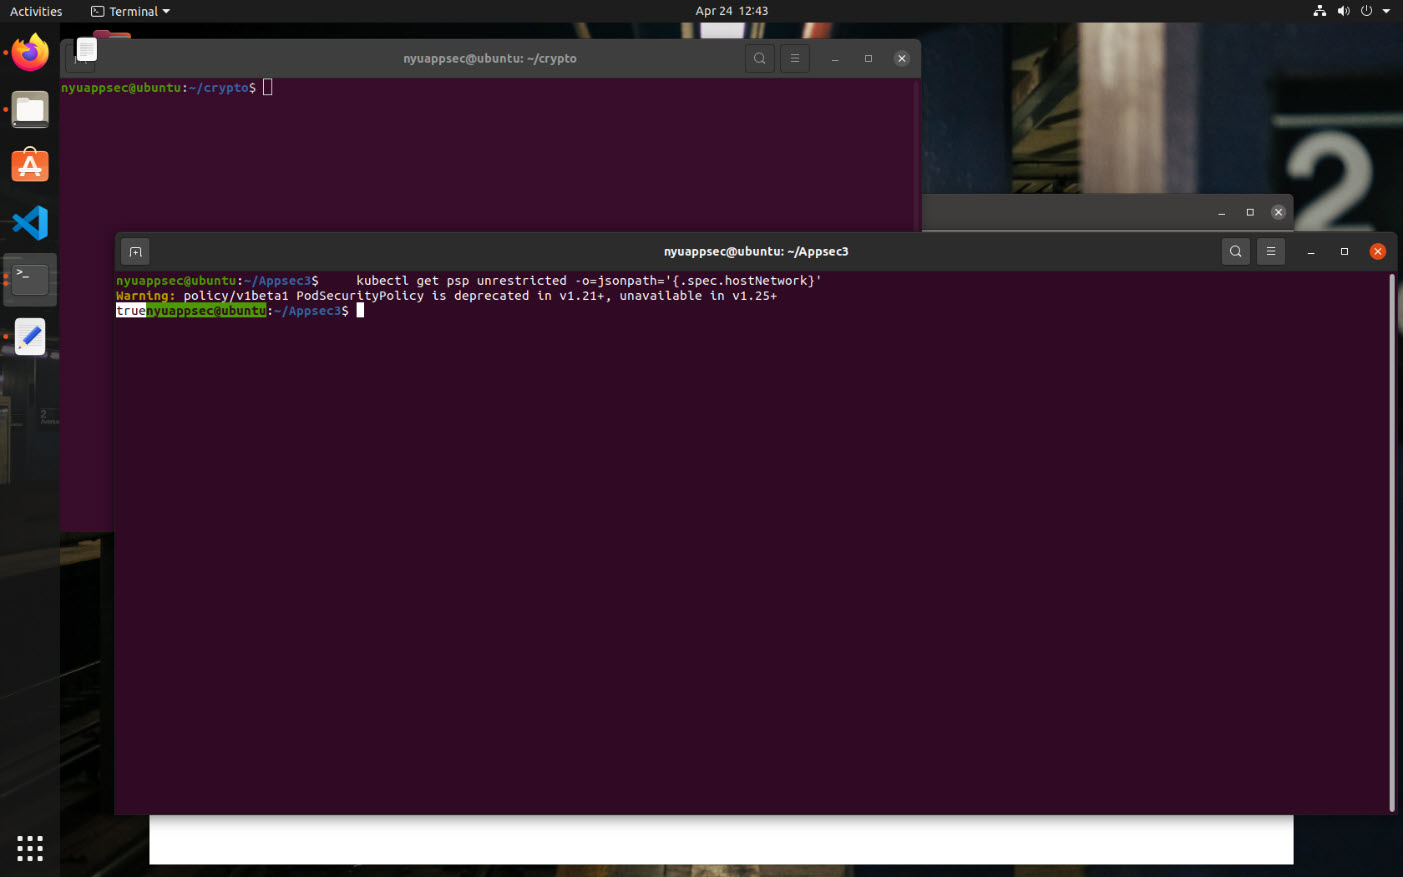 Activities
Terminal
Apr 24 12:43
nyuappsec@ubuntu: ~/crypto
nyuappsec@ubuntu:~/crypto$
2
nyuappsec@ubuntu: ~/Appsec3
nyuappsec@ubuntu:~/Appsec3$     kubectl get psp unrestricted -o=jsonpath='{.spec.hostNetwork}'
Warning: policy/v1beta1 PodSecurityPolicy is deprecated in v1.21+, unavailable in v1.25+
truenyuappsec@ubuntu:~/Appsec3$
2